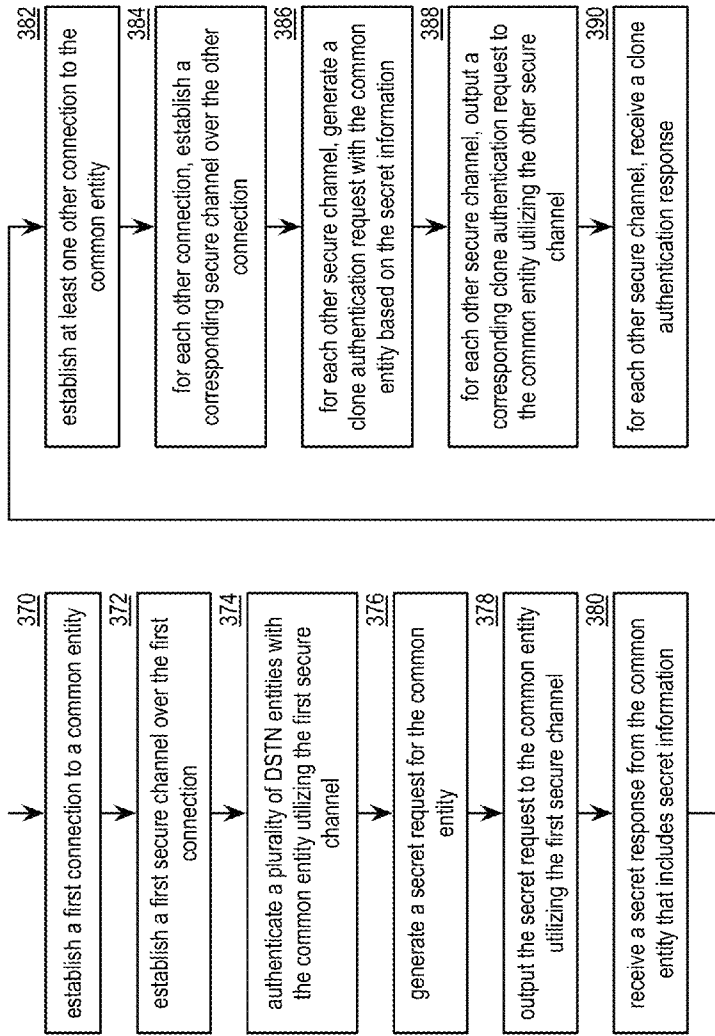 370
establish a first connection to a common entity
372
establish a first secure channel over the first
connection
374
authenticate a plurality of DSTN entities with
the common entity utilizing the first secure
channel
376
generate a secret request for the common
entity
378
output the secret request to the common entity
utilizing the first secure channel
380
receive a secret response from the common
entity that includes secret information
382
establish at least one other connection to the
common entity
384
for each other connection, establish a
corresponding secure channel over the other
connection
386
for each other secure channel, generate a
clone authentication request with the common
entity based on the secret information
388
for each other secure channel, output a
corresponding clone authentication request to
the common entity utilizing the other secure
channel
390
for each other secure channel, receive a clone
authentication response